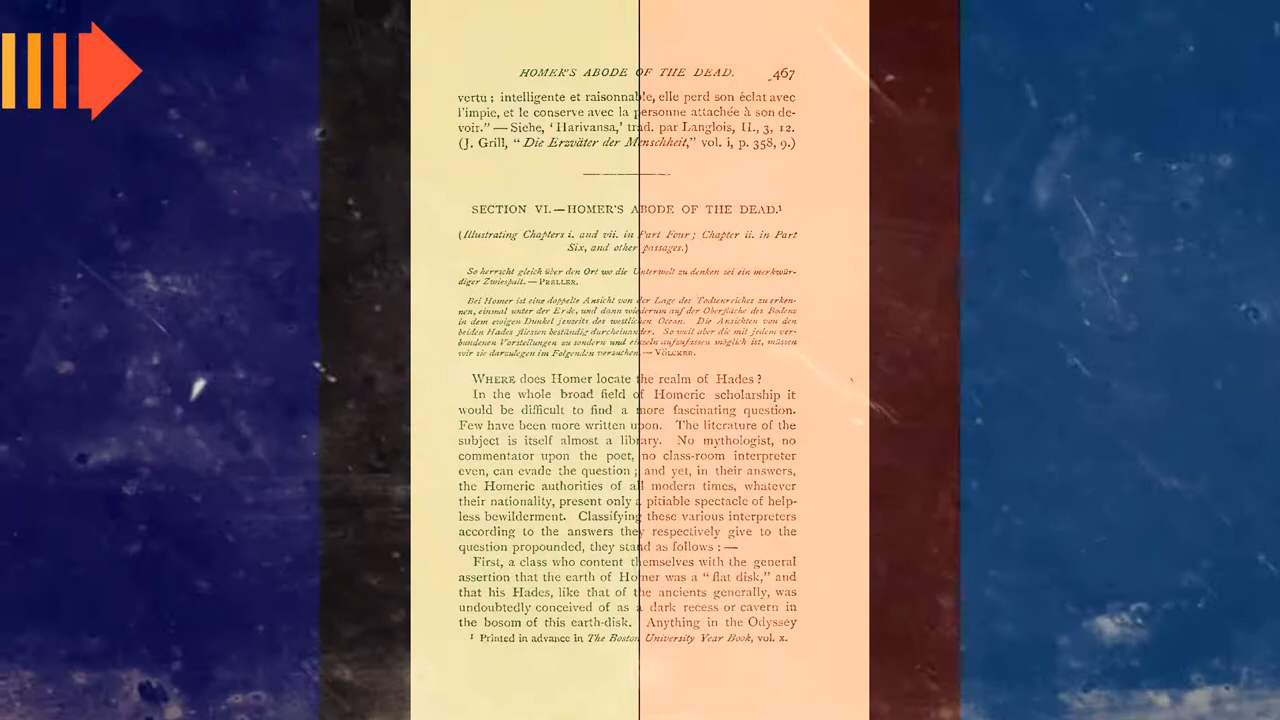 HOMER'S ABODE OF THE DEAD. 467
vertu ; intelligente et raisonnable, elle perd son éclat avec
l'impie, et le conserve avec la personne attachée à son de-
voir." — Siehe, ' Harivansa,' trad. par Langlois, II., 3, 12.
(J. Grill, " Die Erzväter der Menschheit," vol. i, p. 358, 9.)
SECTION VI. — HOMER'S ABODE OF THE DEAD.¹
(Illustrating Chapters i. and vii. in Part Four ; Chapter ii. in Part
Six, and other passages.)
So herrscht gleich über den Ort wo die Unterwelt zu denken sei ein merkwür-
diger Zwiespalt. — PRELLER.
Bei Homer ist eine doppelte Ansicht von der Lage des Todtenreiches zu erken-
nen, einmal unter der Erde, und dann wiederum auf der Oberfläche des Bodens
in dem ewigen Dunkel jenseits des westlichen Ocean. Die Ansichten von den
beiden Hades fliessen beständig durcheinander. So weit aber die mit jedem ver-
bundenen Vorstellungen zu sondern und einzeln aufzufassen möglich ist, müssen
wir sie darzulegen im Folgenden versuchen. — VÖLCKER.
WHERE does Homer locate the realm of Hades ?
In the whole broad field of Homeric scholarship it
would be difficult to find a more fascinating question.
Few have been more written upon. The literature of the
subject is itself almost a library. No mythologist, no
commentator upon the poet, no class-room interpreter
even, can evade the question ; and yet, in their answers,
the Homeric authorities of all modern times, whatever
their nationality, present only a pitiable spectacle of help-
less bewilderment. Classifying these various interpreters
according to the answers they respectively give to the
question propounded, they stand as follows : —
First, a class who content themselves with the general
assertion that the earth of Homer was a " flat disk," and
that his Hades, like that of the ancients generally, was
undoubtedly conceived of as a dark recess or cavern in
the bosom of this earth-disk. Anything in the Odyssey
¹ Printed in advance in The Boston University Year Book, vol. x.